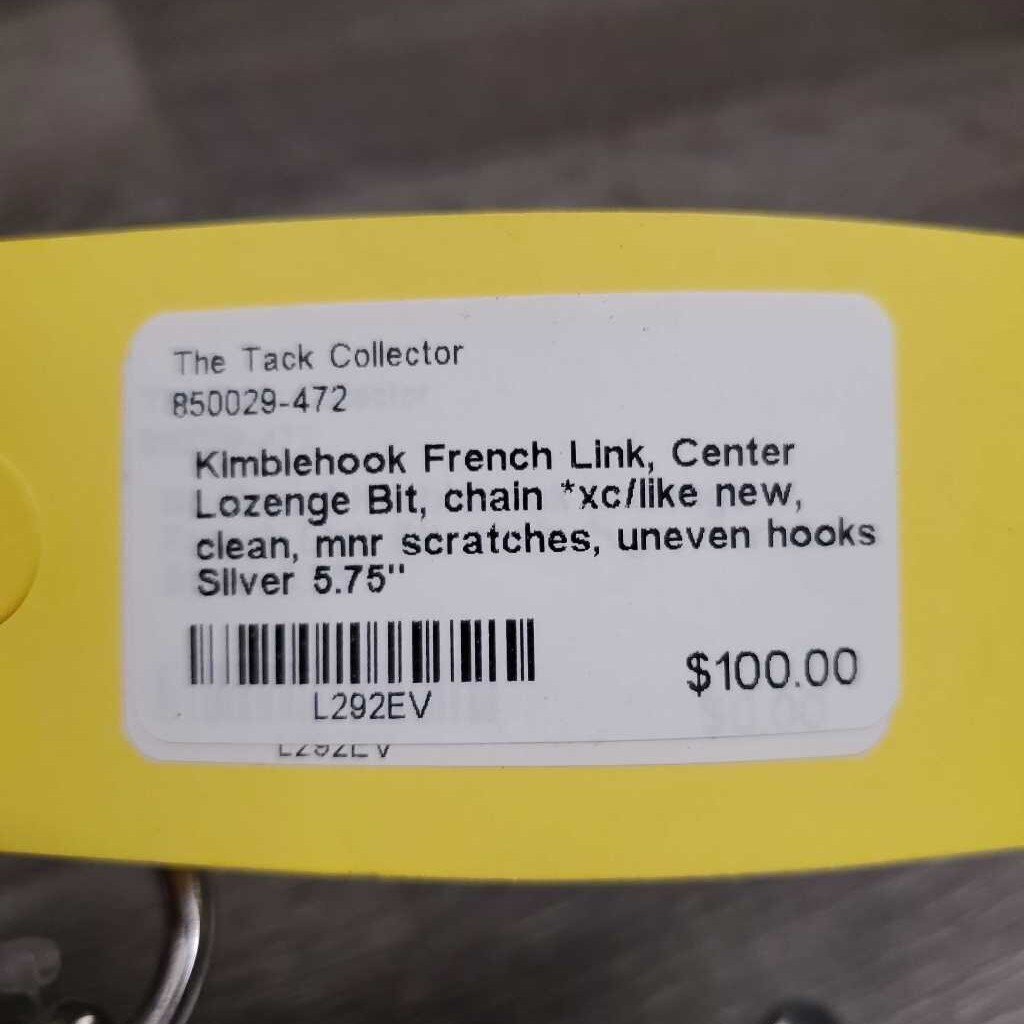 The Tack Collector
850029-472
Kimblehook French Link, Center
Lozenge Bit, chain *xc/like new,
clean, mnr scratches, uneven hooks
Silver 5.75"
L292EV
$100.00
L292EV